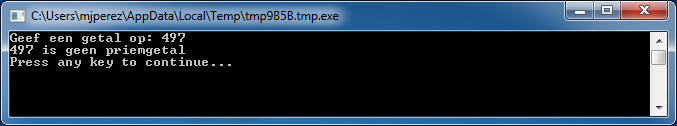 C:\Users\mjperez\AppData\Local\Temp\tmp9B5B.tmp.exe
Geef een getal op: 497
497 is geen priemgetal
Press any key to continue...